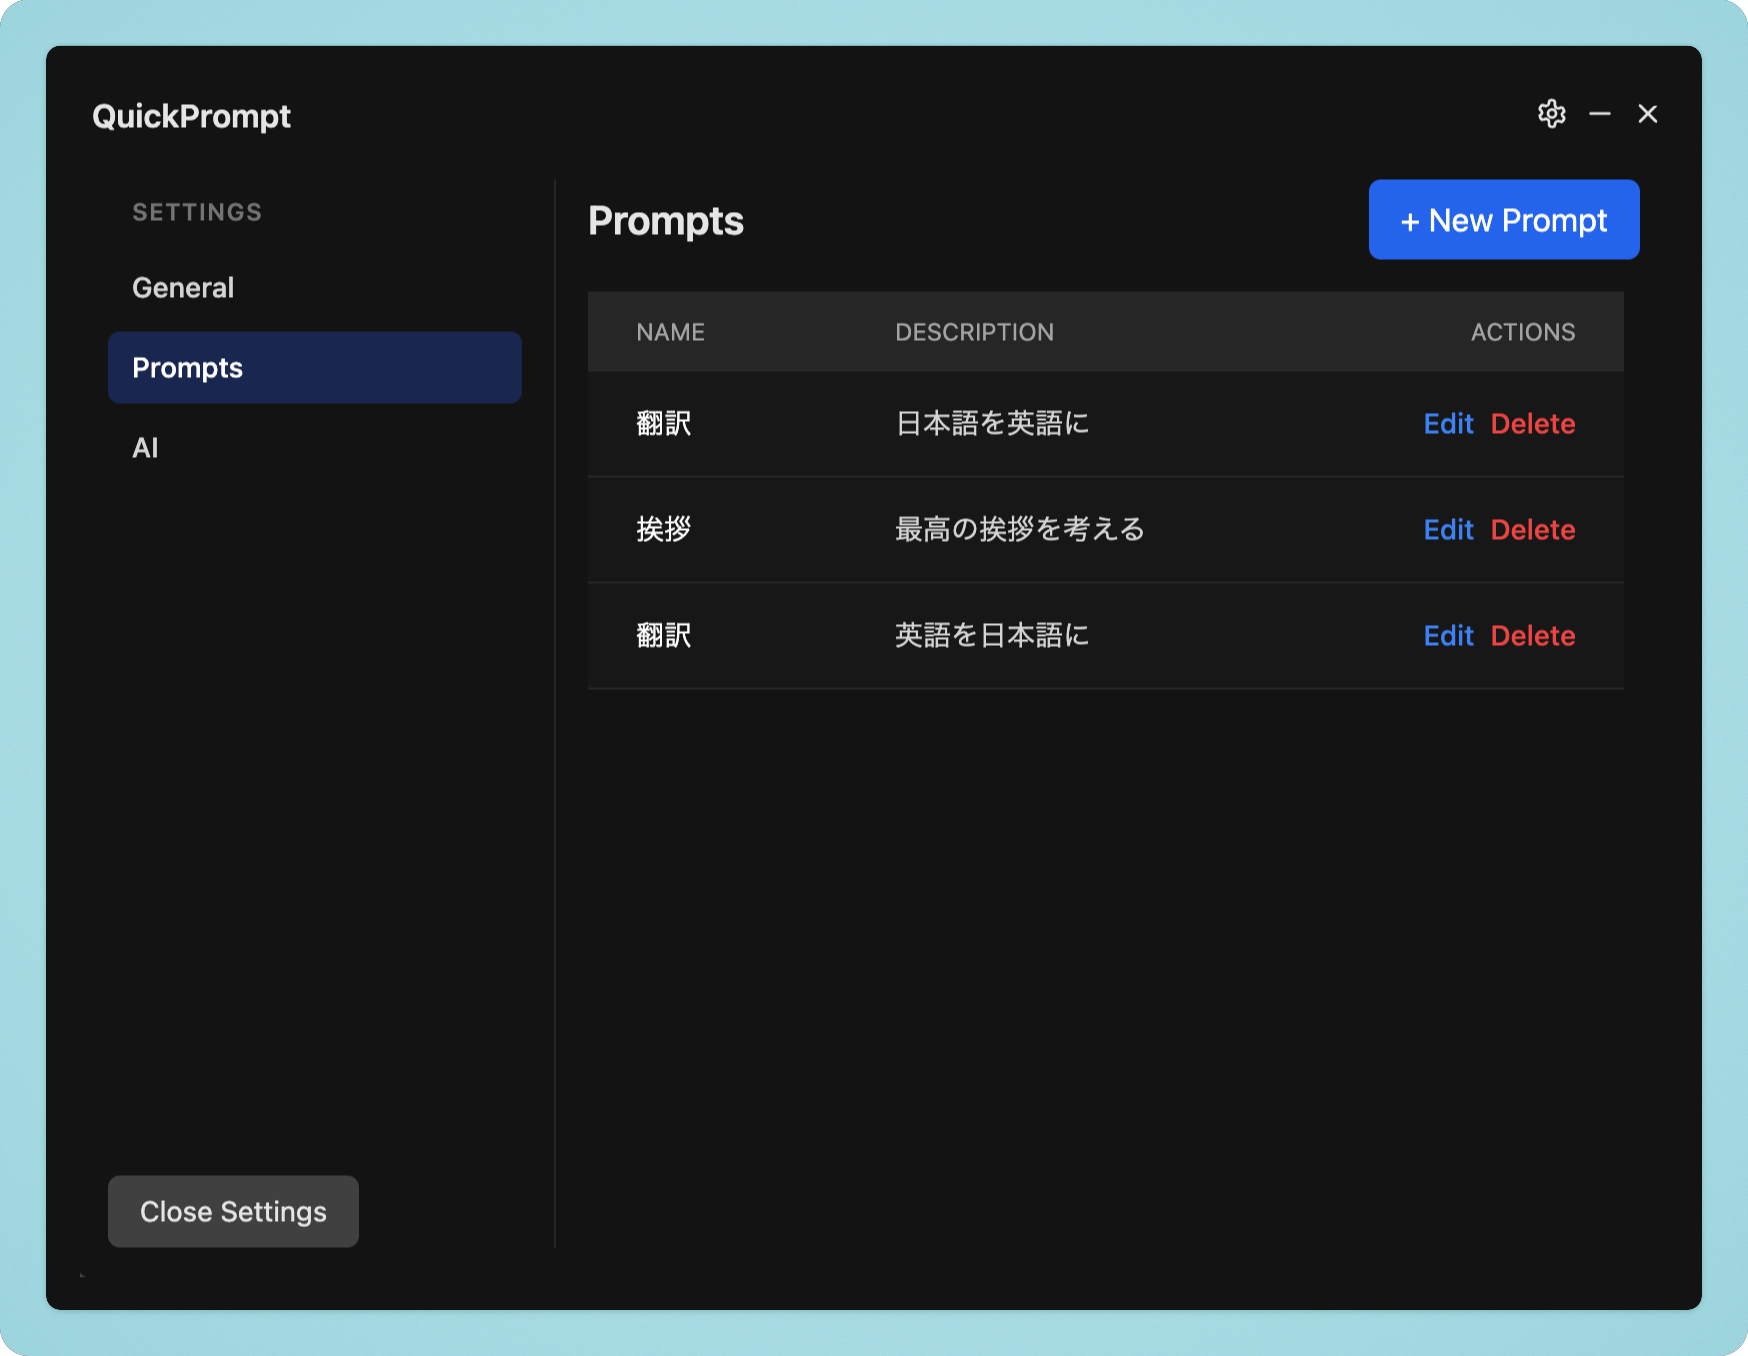 QuickPrompt
SETTINGS
General
Prompts
AI
Close Settings
Prompts
+ New Prompt
NAME DESCRIPTION ACTIONS
翻訳 日本語を英語に Edit Delete
挨拶 最高の挨拶を考える Edit Delete
翻訳 英語を日本語に Edit Delete